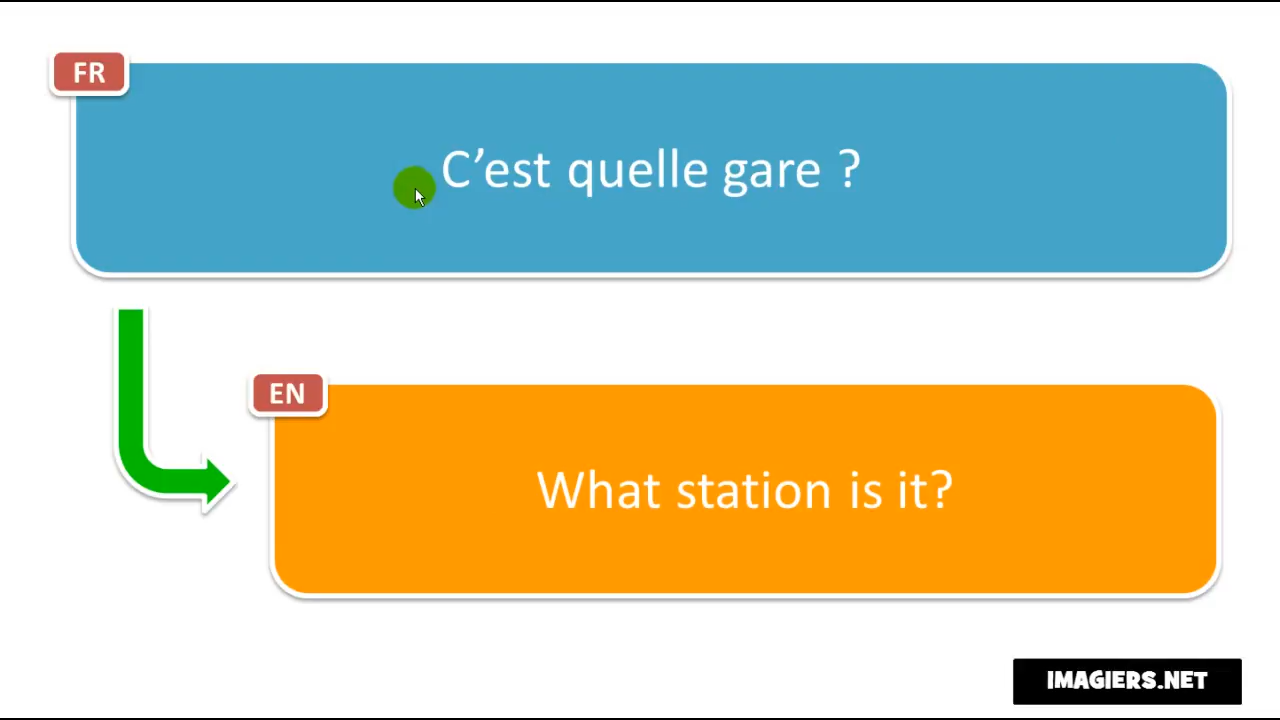 FR
C’est quelle gare ?
EN
What station is it?
IMAGIERS.NET